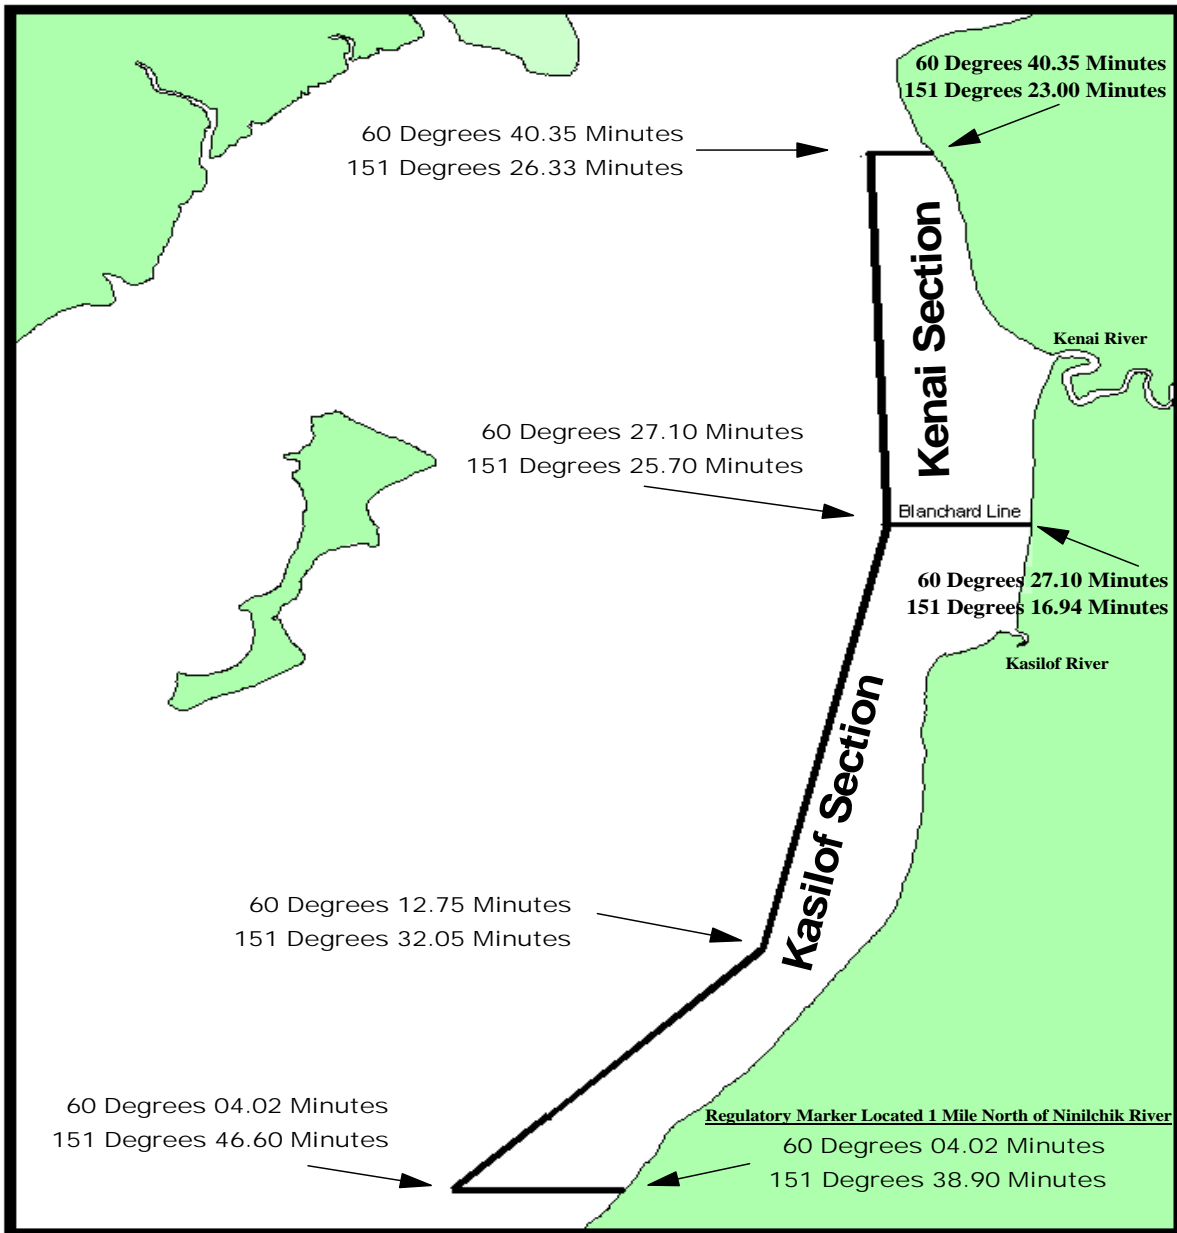 60 Degrees 40.35 Minutes
151 Degrees 23.00 Minutes
60 Degrees 40.35 Minutes
151 Degrees 26.33 Minutes
Kenai Section
Kenai River
60 Degrees 27.10 Minutes
151 Degrees 25.70 Minutes
Blanchard Line
60 Degrees 27.10 Minutes
151 Degrees 16.94 Minutes
Kasilof River
Kasilof Section
60 Degrees 12.75 Minutes
151 Degrees 32.05 Minutes
60 Degrees 04.02 Minutes
151 Degrees 46.60 Minutes
Regulatory Marker Located 1 Mile North of Ninilchik River
60 Degrees 04.02 Minutes
151 Degrees 38.90 Minutes